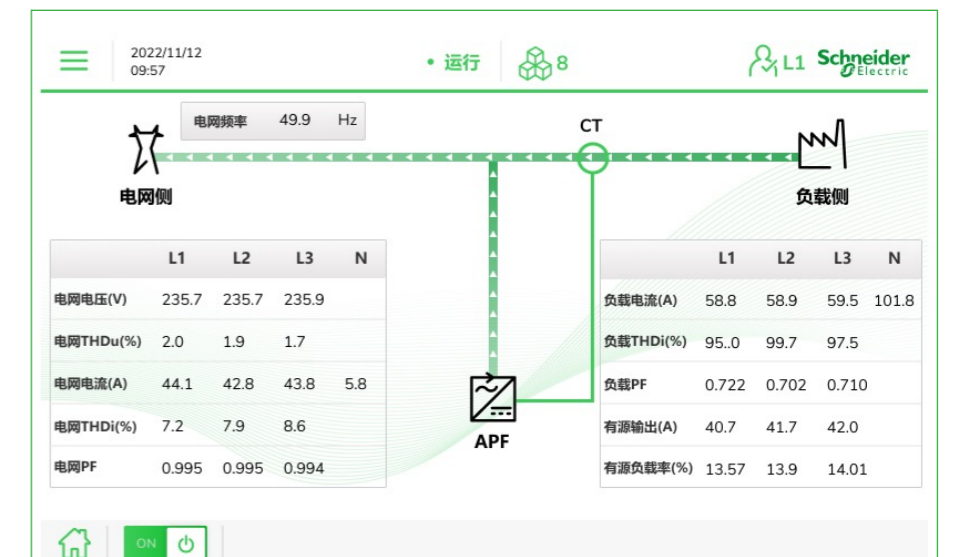 2022/11/12
09:57
• 运行
8
L1
Schneider
Electric
电网频率 49.9 Hz
CT
电网侧
负载侧
L1 L2 L3 N
电网电压(V) 235.7 235.7 235.9
电网THDu(%) 2.0 1.9 1.7
电网电流(A) 44.1 42.8 43.8 5.8
电网THDi(%) 7.2 7.9 8.6
电网PF 0.995 0.995 0.994
APF
L1 L2 L3 N
负载电流(A) 58.8 58.9 59.5 101.8
负载THDi(%) 95..0 99.7 97.5
负载PF 0.722 0.702 0.710
有源输出(A) 40.7 41.7 42.0
有源负载率(%) 13.57 13.9 14.01
ON